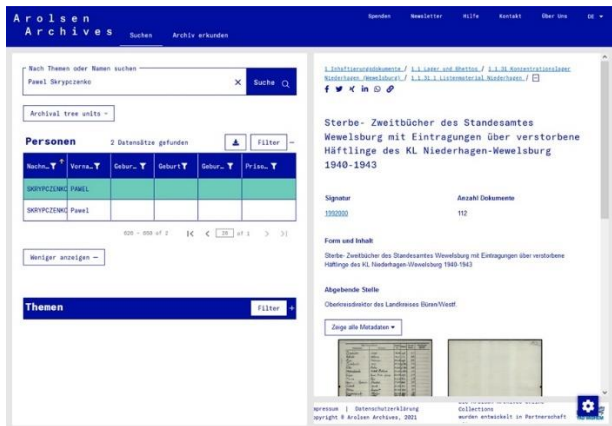 Arolsen
Archives
Suchen
Archiv erkunden
Spenden
Newsletter
Hilfe
Kontakt
Über Uns
DE
Nach Themen oder Namen suchen
Pawel Skrypczenko
X
Suche
Archival tree units
Personen
2 Datensätze gefunden
Filter
Nachn…
Verna…
Gebur…
Geburt
Gebur…
Priso…
SKRYPCZENKO
PAWEL
SKRYPCZENKO
Pawel
of 2
of 1
Weniger anzeigen —
Themen
Filter +
1 Inhaftierungsdokumente / 1.1 Lager und Ghettos / 1.1.31 Konzentrationslager
Niederhagen (Wewelsburg) / 1.1.31.1 Listenmaterial Niederhagen /
Sterbe- Zweitbücher des Standesamtes
Wewelsburg mit Eintragungen über verstorbene
Häftlinge des KL Niederhagen-Wewelsburg
1940-1943
Signatur
Anzahl Dokumente
1992000
112
Form und Inhalt
Sterbe- Zweitbücher des Standesamtes Wewelsburg mit Eintragungen über verstorbene
Häftlinge des KL Niederhagen-Wewelsburg 1940-1943
Abgebende Stelle
Oberkreisdirektor des Landkreises Büren/Westf.
Zeige alle Metadaten
mpressum | Datenschutzerklärung
opyright © Arolsen Archives, 2021
Collections
wurden entwickelt in Partnerschaft